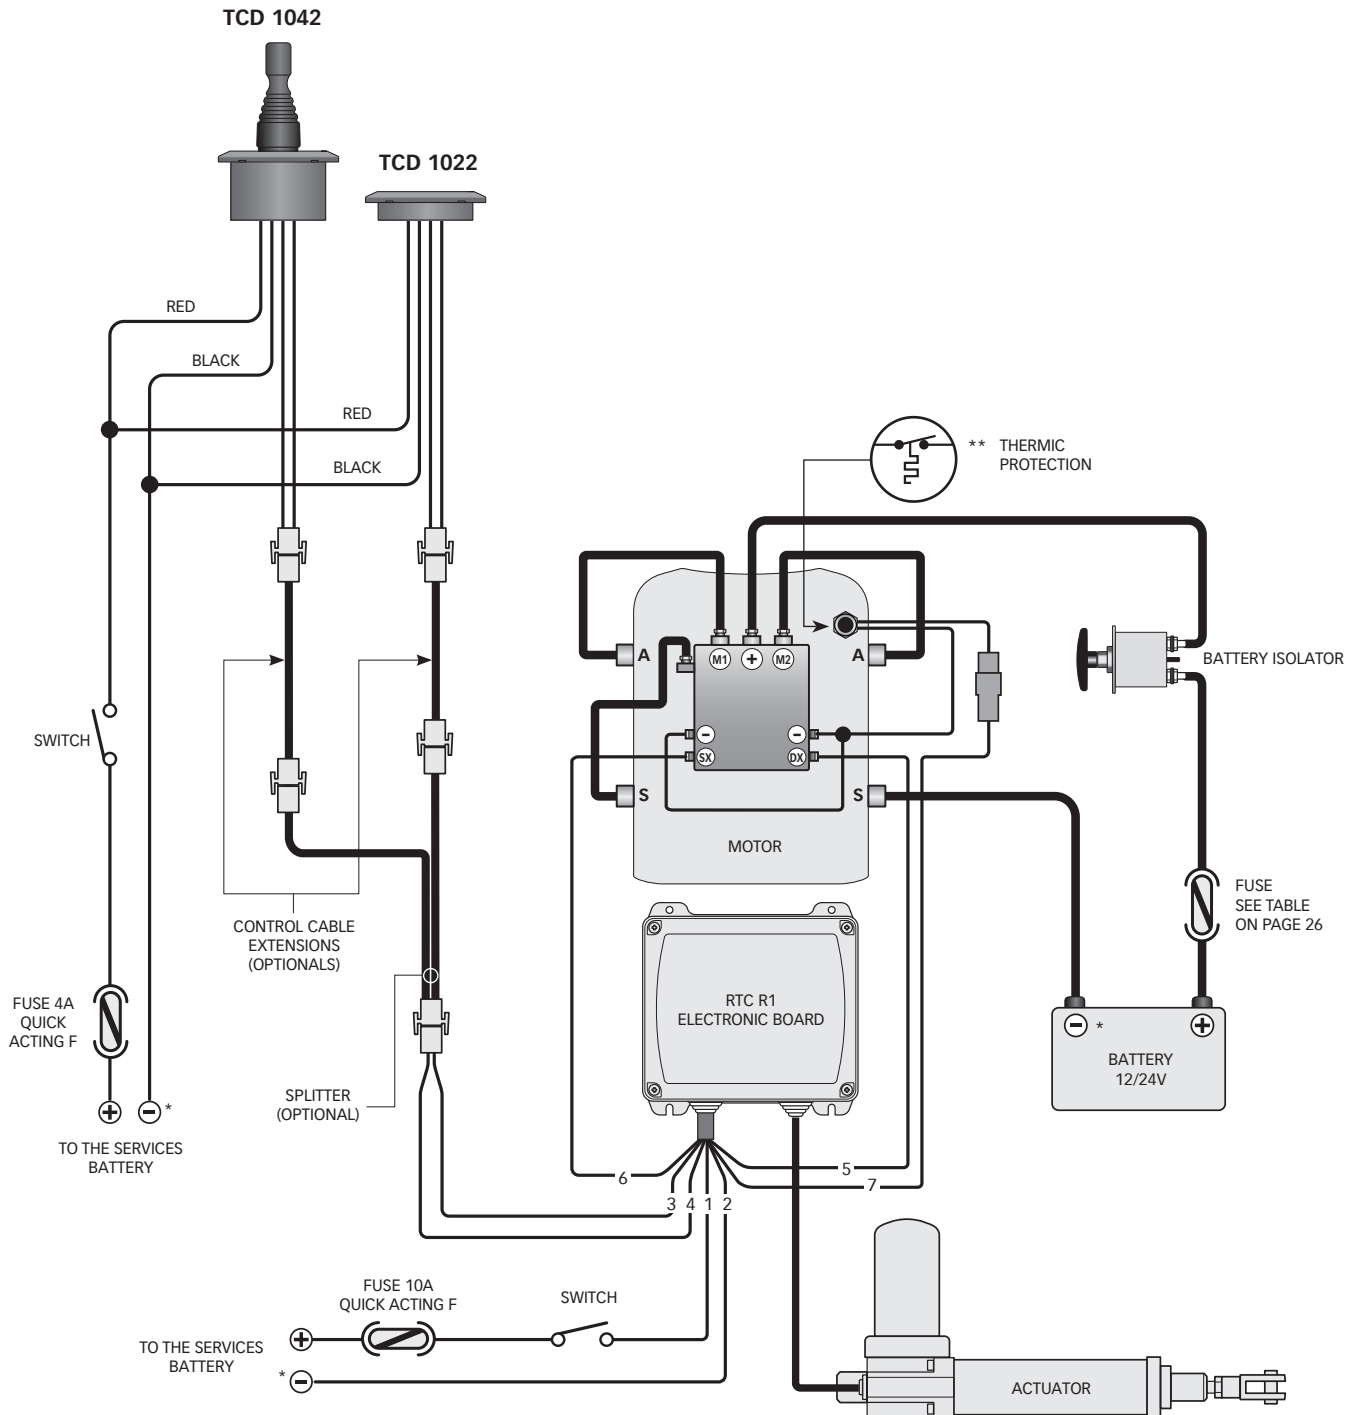 TCD 1042
TCD 1022
RED
BLACK
RED
BLACK
** THERMIC
PROTECTION
A
M1
+
M2
A
BATTERY ISOLATOR
SWITCH
-
-
SX
DX
S
S
MOTOR
FUSE
SEE TABLE
ON PAGE 26
CONTROL CABLE
EXTENSIONS
(OPTIONALS)
FUSE 4A
QUICK
ACTING F
RTC R1
ELECTRONIC BOARD
- *
+
BATTERY
12/24V
SPLITTER
(OPTIONAL)
+
- *
TO THE SERVICES
BATTERY
6
5
7
3 4 1 2
FUSE 10A
QUICK ACTING F
SWITCH
TO THE SERVICES
BATTERY
+
* -
ACTUATOR